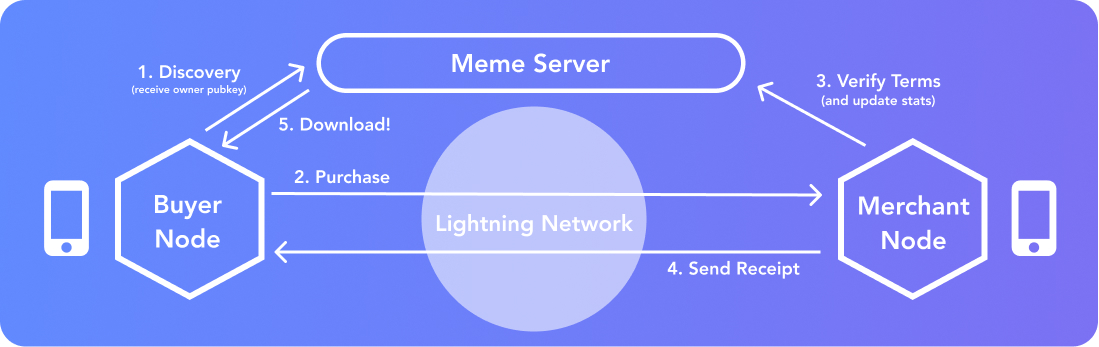 Meme Server
1. Discovery
(receive owner pubkey)
3. Verify Terms
(and update stats)
5. Download!
2. Purchase
Buyer
Node
Lightning Network
Merchant
Node
4. Send Receipt